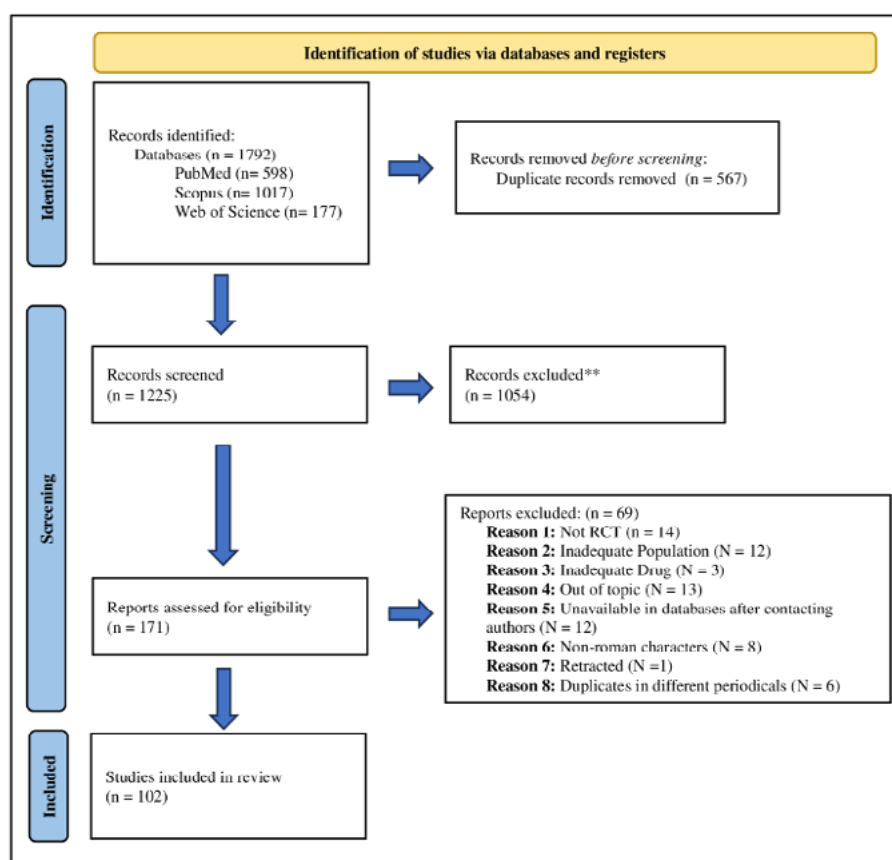 Identification of studies via databases and registers
Identification
Records identified:
Databases (n = 1792)
PubMed (n= 598)
Scopus (n= 1017)
Web of Science (n= 177)
Records removed before screening:
Duplicate records removed (n = 567)
Screening
Records screened
(n = 1225)
Records excluded**
(n = 1054)
Reports assessed for eligibility
(n = 171)
Reports excluded: (n = 69)
Reason 1: Not RCT (n = 14)
Reason 2: Inadequate Population (N = 12)
Reason 3: Inadequate Drug (N = 3)
Reason 4: Out of topic (N = 13)
Reason 5: Unavailable in databases after contacting
authors (N = 12)
Reason 6: Non-roman characters (N = 8)
Reason 7: Retracted (N =1)
Reason 8: Duplicates in different periodicals (N = 6)
Included
Studies included in review
(n = 102)